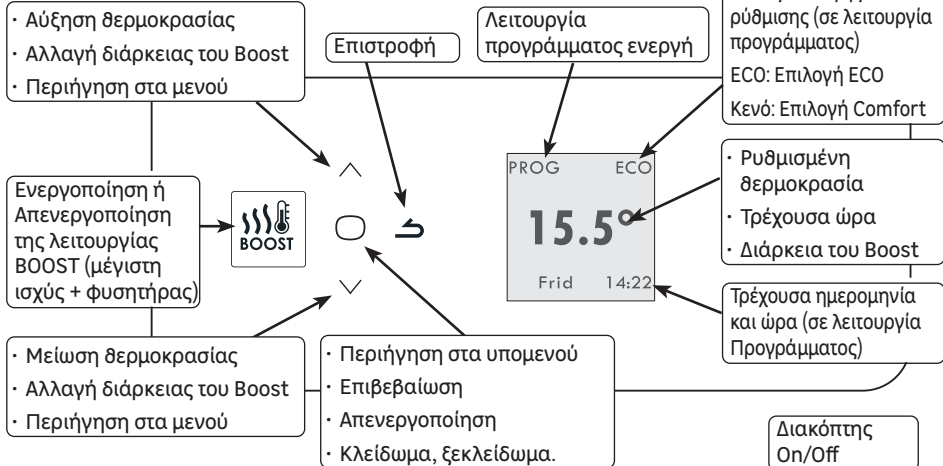 · Αύξηση θερμοκρασίας
· Αλλαγή διάρκειας του Boost
· Περιήγηση στα μενού
Επιστροφή
Λειτουργία
προγράμματος ενεργή
ρύθμισης (σε λειτουργία
προγράμματος)
ECO: Επιλογή ECO
Κενό: Επιλογή Comfort
Ενεργοποίηση ή
Απενεργοποίηση
της λειτουργίας
BOOST (μέγιστη
ισχύς + φυσητήρας)
BOOST
PROG ECO
15.5°
Frid 14:22
· Ρυθμισμένη
θερμοκρασία
· Τρέχουσα ώρα
· Διάρκεια του Boost
Τρέχουσα ημερομηνία
και ώρα (σε λειτουργία
Προγράμματος)
· Μείωση θερμοκρασίας
· Αλλαγή διάρκειας του Boost
· Περιήγηση στα μενού
· Περιήγηση στα υπομενού
· Επιβεβαίωση
· Απενεργοποίηση
· Κλείδωμα, ξεκλείδωμα.
Διακόπτης
On/Off